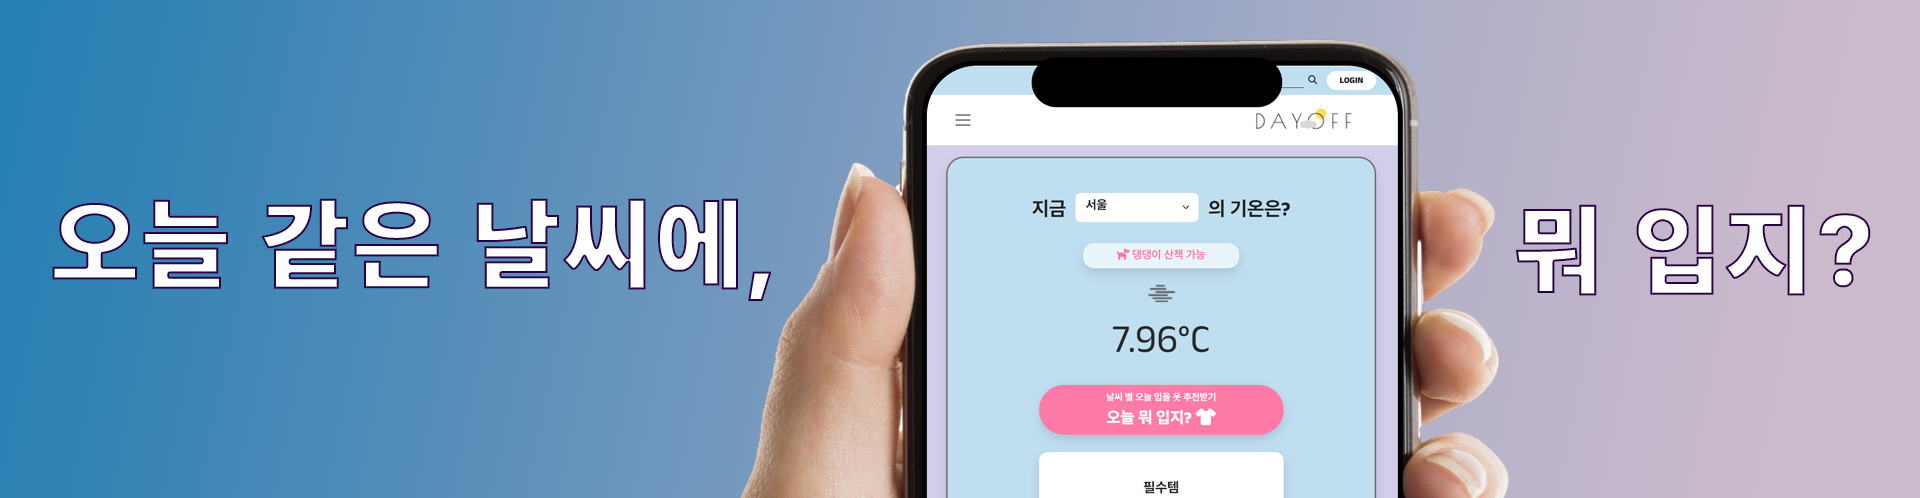 오늘 같은 날씨에,
뭐 입지?
LOGIN
DAYOFF
지금 서울 의 기온은?
댕댕이 산책 가능
7.96°C
날씨 별 오늘 입을 옷 추천받기
오늘 뭐 입지?
필수템